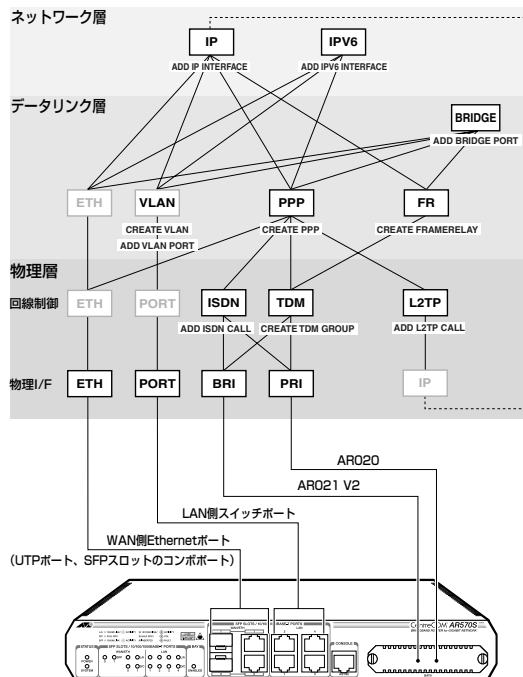 ネットワーク層
IP
IPV6
ADD IP INTERFACE
ADD IPV6 INTERFACE
データリンク層
BRIDGE
ADD BRIDGE PORT
ETH
VLAN
PPP
FR
CREATE VLAN
CREATE PPP
CREATE FRAMERELAY
ADD VLAN PORT
物理層
回線制御
ETH
PORT
ISDN
TDM
L2TP
ADD ISDN CALL
CREATE TDM GROUP
ADD L2TP CALL
物理I/F
ETH
PORT
BRI
PRI
IP
AR020
AR021 V2
LAN側スイッチポート
WAN側Ethernetポート
(UTPポート、SFPスロットのコンボポート)
CentreCOM AR570S
CONSOLE
STATUS
POWER
SYSTEM
LAN